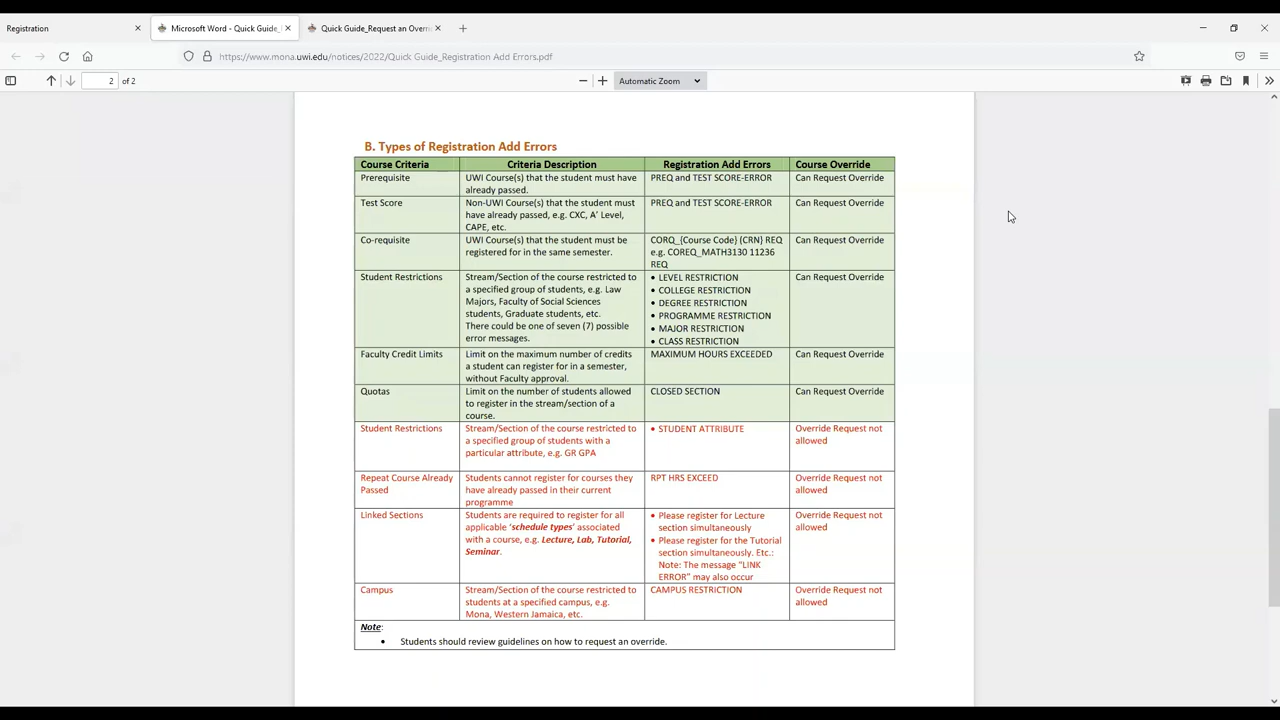 Registration
Microsoft Word - Quick Guide_
Quick Guide_Request an Overr
https://www.mona.uwi.edu/notices/2022/Quick Guide_Registration Add Errors.pdf
2 of 2
Automatic Zoom
B. Types of Registration Add Errors
Course Criteria Criteria Description Registration Add Errors Course Override
Prerequisite UWI Course(s) that the student must have PREQ and TEST SCORE-ERROR Can Request Override
already passed.
Test Score Non-UWI Course(s) that the student must PREQ and TEST SCORE-ERROR Can Request Override
have already passed, e.g. CXC, A' Level,
CAPE, etc.
Co-requisite UWI Course(s) that the student must be CORQ_{Course Code} {CRN} REQ Can Request Override
registered for in the same semester. e.g. COREQ_MATH3130 11236
REQ
Student Restrictions Stream/Section of the course restricted to • LEVEL RESTRICTION Can Request Override
a specified group of students, e.g. Law • COLLEGE RESTRICTION
Majors, Faculty of Social Sciences • DEGREE RESTRICTION
students, Graduate students, etc. • PROGRAMME RESTRICTION
There could be one of seven (7) possible • MAJOR RESTRICTION
error messages. • CLASS RESTRICTION
Faculty Credit Limits Limit on the maximum number of credits MAXIMUM HOURS EXCEEDED Can Request Override
a student can register for in a semester,
without Faculty approval.
Quotas Limit on the number of students allowed CLOSED SECTION Can Request Override
to register in the stream/section of a
course.
Student Restrictions Stream/Section of the course restricted to • STUDENT ATTRIBUTE Override Request not
a specified group of students with a allowed
particular attribute, e.g. GR GPA
Repeat Course Already Students cannot register for courses they RPT HRS EXCEED Override Request not
Passed have already passed in their current allowed
programme
Linked Sections Students are required to register for all • Please register for Lecture Override Request not
applicable 'schedule types' associated section simultaneously allowed
with a course, e.g. Lecture, Lab, Tutorial, • Please register for the Tutorial
Seminar. section simultaneously. Etc.:
Note: The message "LINK
ERROR" may also occur
Campus Stream/Section of the course restricted to CAMPUS RESTRICTION Override Request not
students at a specified campus, e.g. allowed
Mona, Western Jamaica, etc.
Note:
• Students should review guidelines on how to request an override.